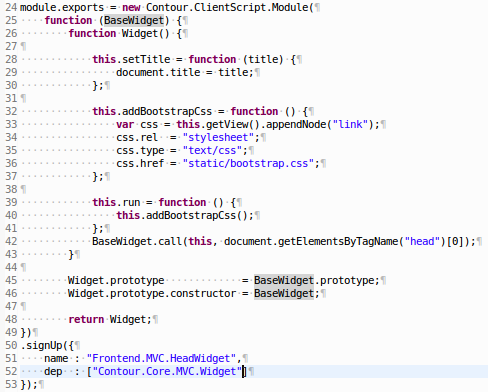 24 module.exports = new Contour.ClientScript.Module(¶
25 ····function (BaseWidget) {¶
26 ········function Widget() {¶
27 ¶
28 ············this.setTitle = function (title) {¶
29 ················document.title = title;¶
30 ············};¶
31 ¶
32 ············this.addBootstrapCss = function () {¶
33 ················var css = this.getView().appendNode("link");¶
34 ················css.rel = "stylesheet";¶
35 ················css.type = "text/css";¶
36 ················css.href = "static/bootstrap.css";¶
37 ············};¶
38 ¶
39 ············this.run = function () {¶
40 ················this.addBootstrapCss();¶
41 ············};¶
42 ············BaseWidget.call(this, document.getElementsByTagName("head")[0]);¶
43 ········}¶
44 ¶
45 ········Widget.prototype ············= BaseWidget.prototype;¶
46 ········Widget.prototype.constructor = BaseWidget;¶
47 ¶
48 ········return Widget;¶
49 })¶
50 .signUp({¶
51 ····name : "Frontend.MVC.HeadWidget",¶
52 ····dep : ["Contour.Core.MVC.Widget"]¶
53 });¶